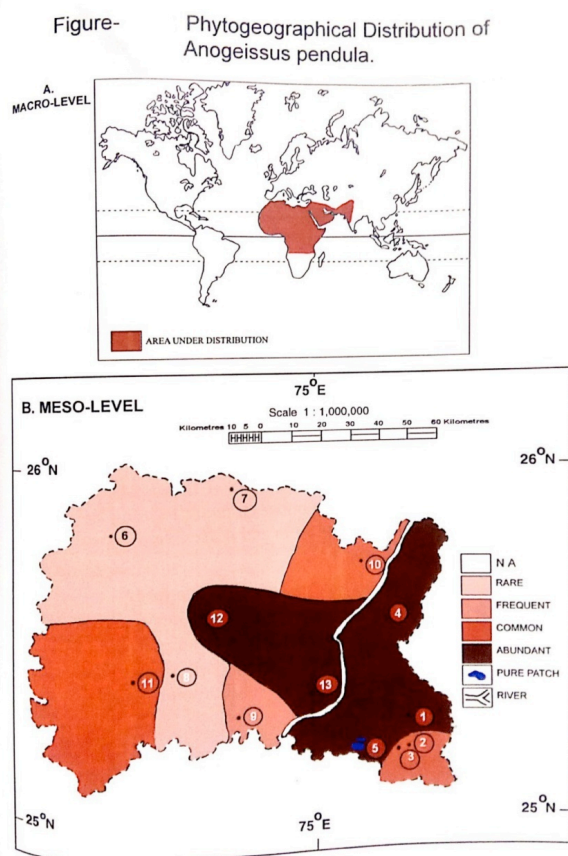 Figure- Phytogeographical Distribution of
Anogeissus pendula.
A.
MACRO-LEVEL
AREA UNDER DISTRIBUTION
75°E
B. MESO-LEVEL
Scale 1 : 1,000,000
Kilometres 10 5 0 10 20 30 40 50 60 Kilometres
26°N 26°N
7
6
10
N A
RARE
FREQUENT
COMMON
ABUNDANT
PURE PATCH
RIVER
4
12
11 8
13
9
1
2
5
3
25°N 25°N
75°E